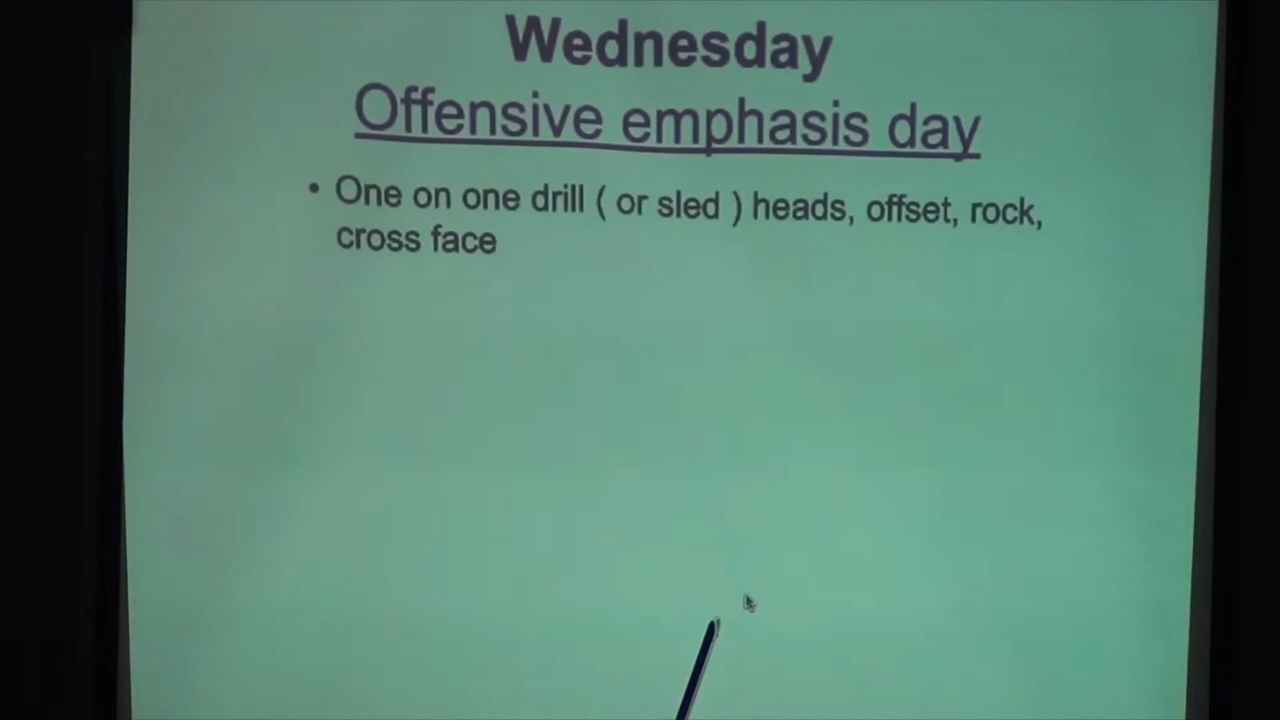 Wednesday
Offensive emphasis day
• One on one drill ( or sled ) heads, offset, rock,
cross face